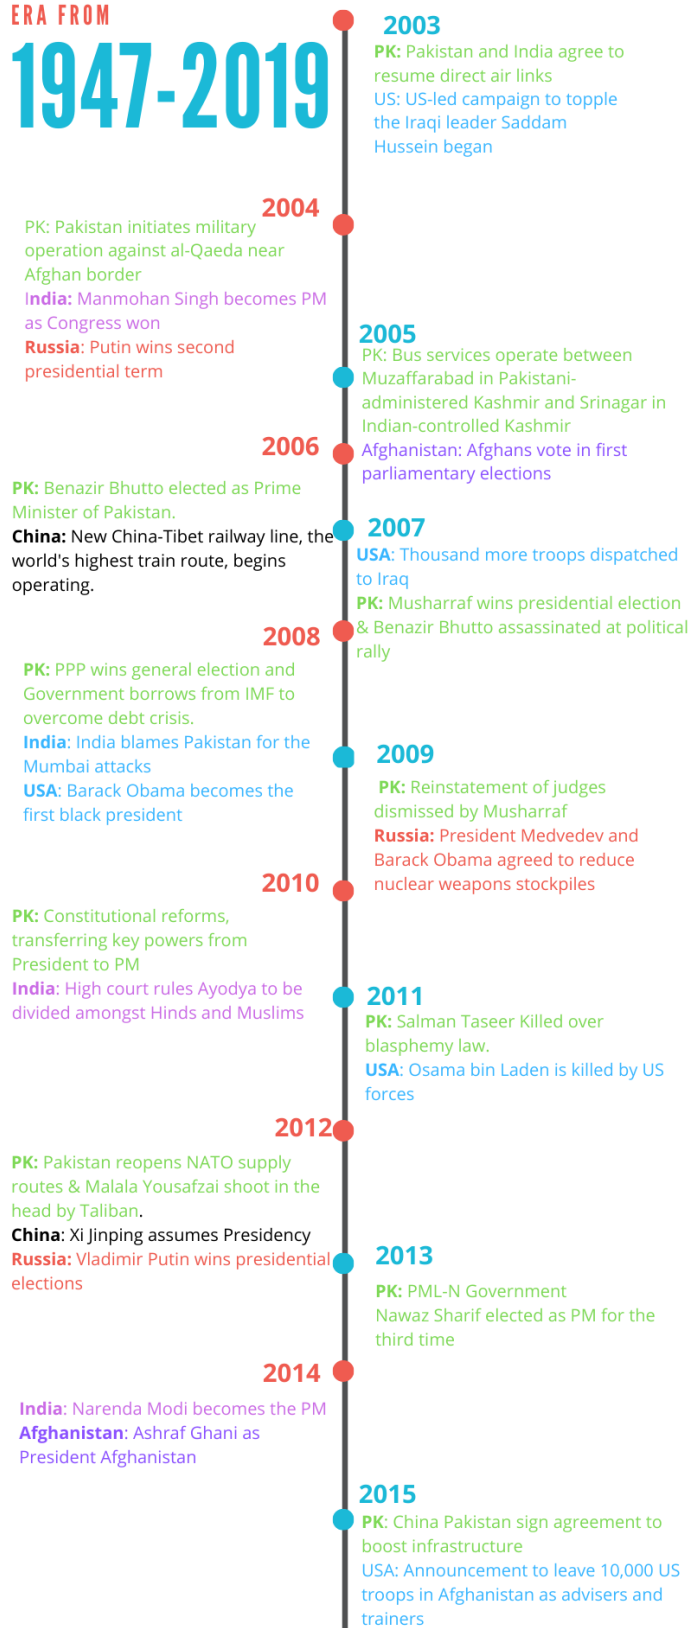 ERA FROM
1947-2019
2003
PK: Pakistan and India agree to
resume direct air links
US: US-led campaign to topple
the Iraqi leader Saddam
Hussein began
2004
PK: Pakistan initiates military
operation against al-Qaeda near
Afghan border
India: Manmohan Singh becomes PM
as Congress won
Russia: Putin wins second
presidential term
2005
PK: Bus services operate between
Muzaffarabad in Pakistani-
administered Kashmir and Srinagar in
Indian-controlled Kashmir
Afghanistan: Afghans vote in first
parliamentary elections
2006
PK: Benazir Bhutto elected as Prime
Minister of Pakistan.
China: New China-Tibet railway line, the
world's highest train route, begins
operating.
2007
USA: Thousand more troops dispatched
to Iraq
PK: Musharraf wins presidential election
& Benazir Bhutto assassinated at political
rally
2008
PK: PPP wins general election and
Government borrows from IMF to
overcome debt crisis.
India: India blames Pakistan for the
Mumbai attacks
USA: Barack Obama becomes the
first black president
2009
PK: Reinstatement of judges
dismissed by Musharraf
Russia: President Medvedev and
Barack Obama agreed to reduce
nuclear weapons stockpiles
2010
PK: Constitutional reforms,
transferring key powers from
President to PM
India: High court rules Ayodya to be
divided amongst Hinds and Muslims
2011
PK: Salman Taseer Killed over
blasphemy law.
USA: Osama bin Laden is killed by US
forces
2012
PK: Pakistan reopens NATO supply
routes & Malala Yousafzai shoot in the
head by Taliban.
China: Xi Jinping assumes Presidency
Russia: Vladimir Putin wins presidential
elections
2013
PK: PML-N Government
Nawaz Sharif elected as PM for the
third time
2014
India: Narenda Modi becomes the PM
Afghanistan: Ashraf Ghani as
President Afghanistan
2015
PK: China Pakistan sign agreement to
boost infrastructure
USA: Announcement to leave 10,000 US
troops in Afghanistan as advisers and
trainers